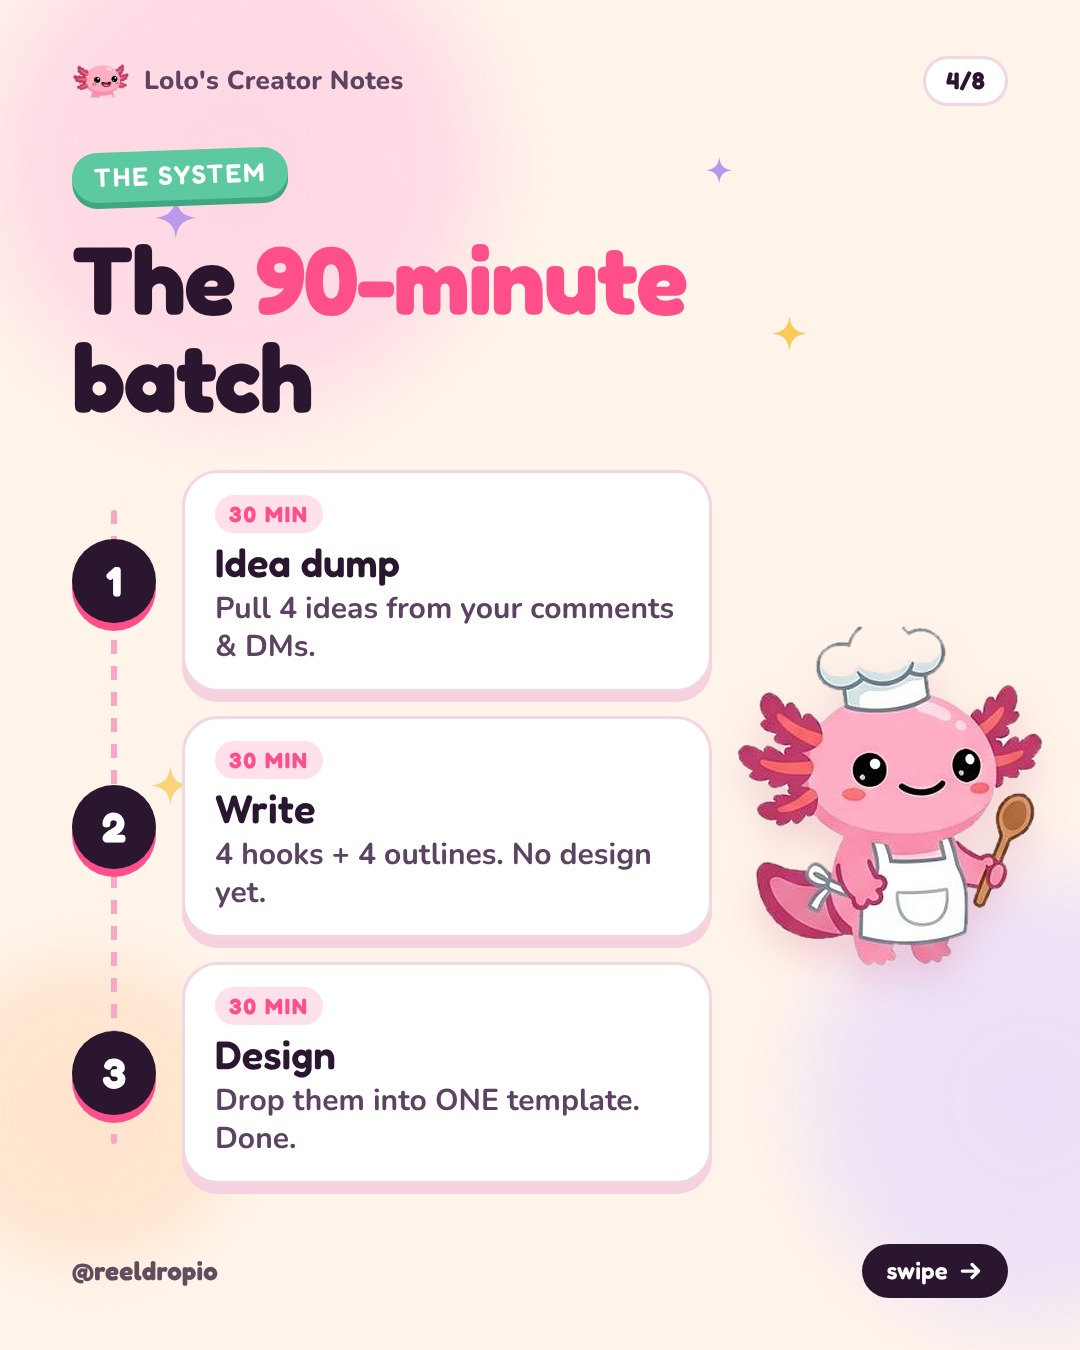 Lolo's Creator Notes
4/8
THE SYSTEM
The 90-minute
batch
1
30 MIN
Idea dump
Pull 4 ideas from your comments
& DMs.
2
30 MIN
Write
4 hooks + 4 outlines. No design
yet.
3
30 MIN
Design
Drop them into ONE template.
Done.
@reeldropio
swipe →